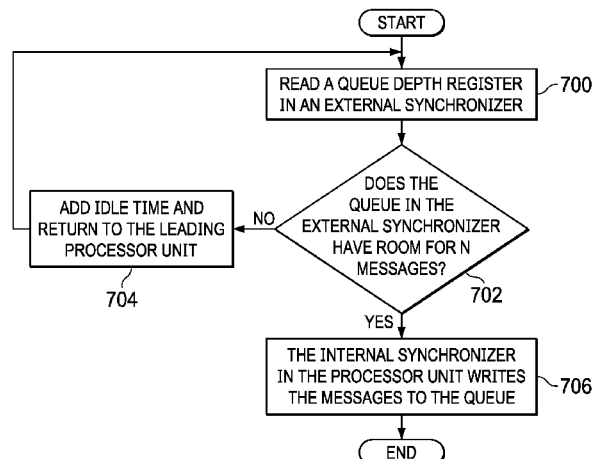 START
READ A QUEUE DEPTH REGISTER
IN AN EXTERNAL SYNCHRONIZER
700
DOES THE
QUEUE IN THE
EXTERNAL SYNCHRONIZER
HAVE ROOM FOR N
MESSAGES?
702
NO
ADD IDLE TIME AND
RETURN TO THE LEADING
PROCESSOR UNIT
704
YES
THE INTERNAL SYNCHRONIZER
IN THE PROCESSOR UNIT WRITES
THE MESSAGES TO THE QUEUE
706
END